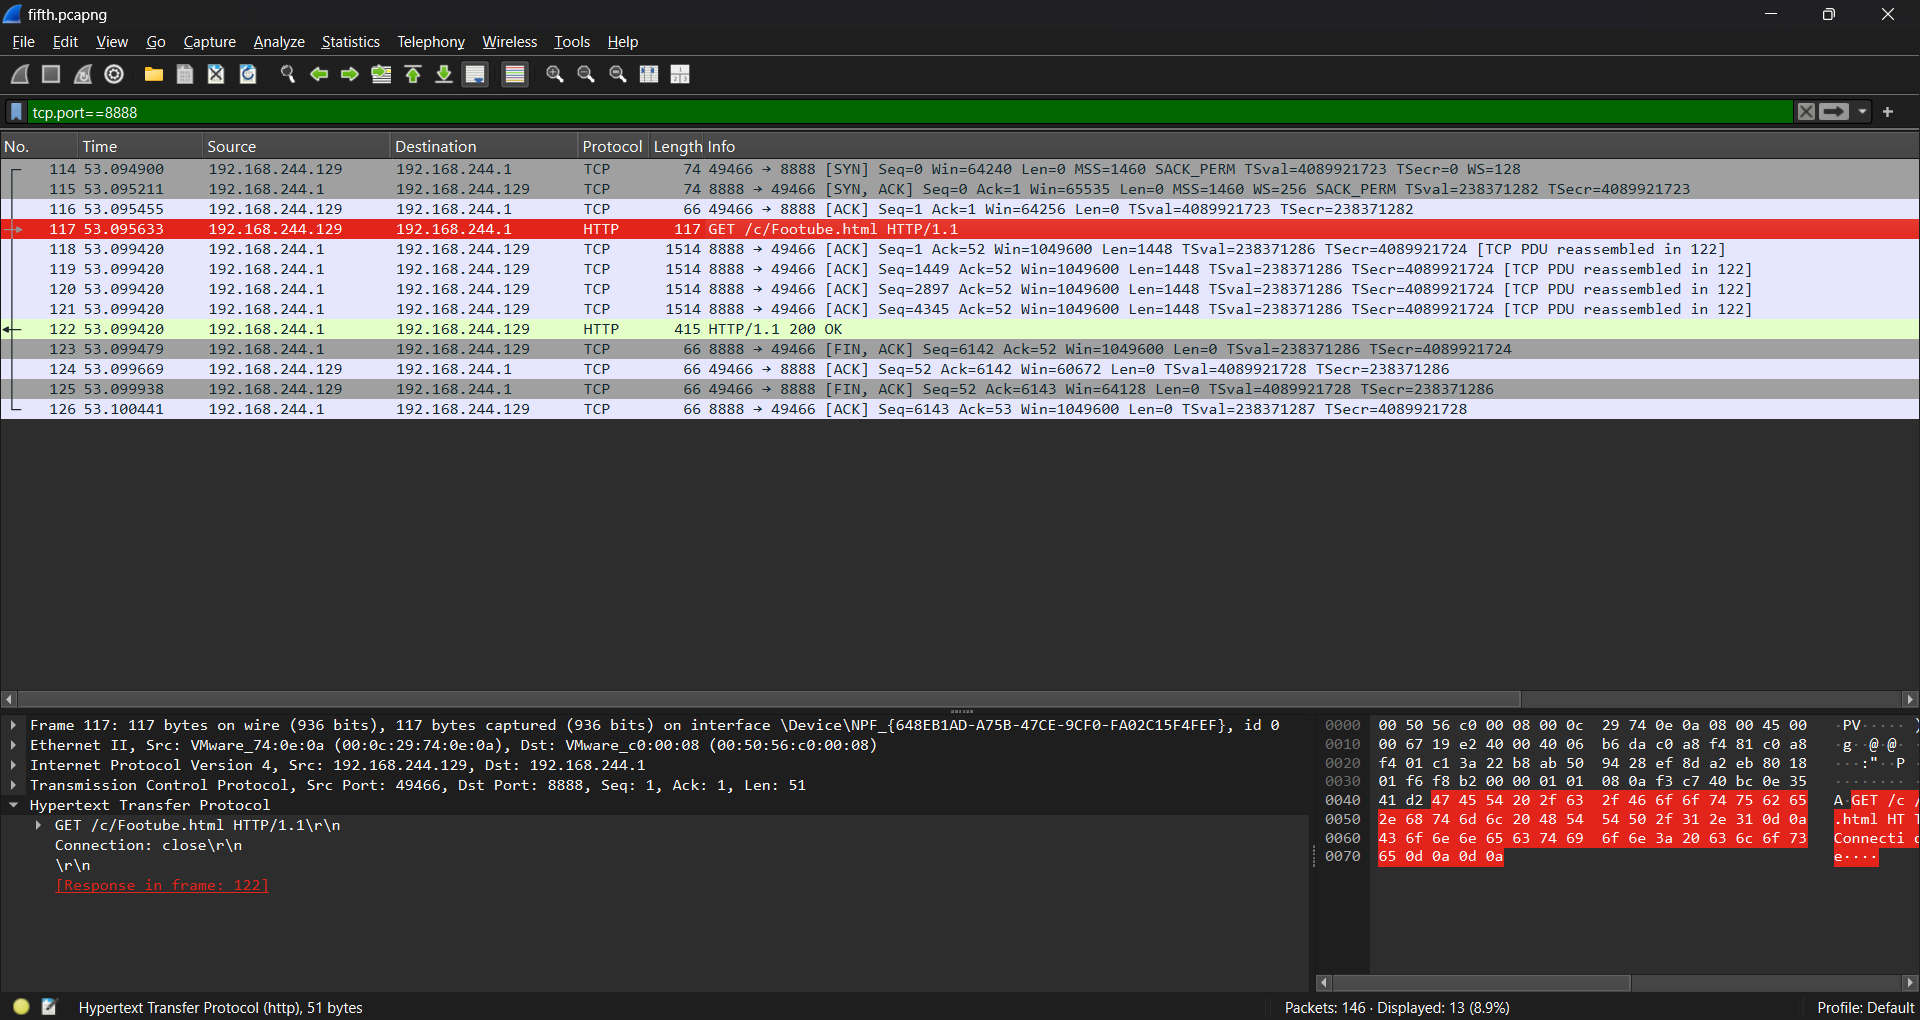 fifth.pcapng
File Edit View Go Capture Analyze Statistics Telephony Wireless Tools Help
tcp.port==8888
No. Time Source Destination Protocol Length Info
114 53.094900 192.168.244.129 192.168.244.1 TCP 74 49466 → 8888 [SYN] Seq=0 Win=64240 Len=0 MSS=1460 SACK_PERM TSval=4089921723 TSecr=0 WS=128
115 53.095211 192.168.244.1 192.168.244.129 TCP 74 8888 → 49466 [SYN, ACK] Seq=0 Ack=1 Win=65535 Len=0 MSS=1460 WS=256 SACK_PERM TSval=238371282 TSecr=4089921723
116 53.095455 192.168.244.129 192.168.244.1 TCP 66 49466 → 8888 [ACK] Seq=1 Ack=1 Win=64256 Len=0 TSval=4089921723 TSecr=238371282
117 53.095633 192.168.244.129 192.168.244.1 HTTP 117 GET /c/Footube.html HTTP/1.1
118 53.099420 192.168.244.1 192.168.244.129 TCP 1514 8888 → 49466 [ACK] Seq=1 Ack=52 Win=1049600 Len=1448 TSval=238371286 TSecr=4089921724 [TCP PDU reassembled in 122]
119 53.099420 192.168.244.1 192.168.244.129 TCP 1514 8888 → 49466 [ACK] Seq=1449 Ack=52 Win=1049600 Len=1448 TSval=238371286 TSecr=4089921724 [TCP PDU reassembled in 122]
120 53.099420 192.168.244.1 192.168.244.129 TCP 1514 8888 → 49466 [ACK] Seq=2897 Ack=52 Win=1049600 Len=1448 TSval=238371286 TSecr=4089921724 [TCP PDU reassembled in 122]
121 53.099420 192.168.244.1 192.168.244.129 TCP 1514 8888 → 49466 [ACK] Seq=4345 Ack=52 Win=1049600 Len=1448 TSval=238371286 TSecr=4089921724 [TCP PDU reassembled in 122]
122 53.099420 192.168.244.1 192.168.244.129 HTTP 415 HTTP/1.1 200 OK
123 53.099479 192.168.244.1 192.168.244.129 TCP 66 8888 → 49466 [FIN, ACK] Seq=6142 Ack=52 Win=1049600 Len=0 TSval=238371286 TSecr=4089921724
124 53.099669 192.168.244.129 192.168.244.1 TCP 66 49466 → 8888 [ACK] Seq=52 Ack=6142 Win=60672 Len=0 TSval=4089921728 TSecr=238371286
125 53.099938 192.168.244.129 192.168.244.1 TCP 66 49466 → 8888 [FIN, ACK] Seq=52 Ack=6143 Win=64128 Len=0 TSval=4089921728 TSecr=238371286
126 53.100441 192.168.244.1 192.168.244.129 TCP 66 8888 → 49466 [ACK] Seq=6143 Ack=53 Win=1049600 Len=0 TSval=238371287 TSecr=4089921728
Frame 117: 117 bytes on wire (936 bits), 117 bytes captured (936 bits) on interface \Device\NPF_{648EB1AD-A75B-47CE-9CF0-FA02C15F4FEF}, id 0
Ethernet II, Src: VMware_74:0e:0a (00:0c:29:74:0e:0a), Dst: VMware_c0:00:08 (00:50:56:c0:00:08)
Internet Protocol Version 4, Src: 192.168.244.129, Dst: 192.168.244.1
Transmission Control Protocol, Src Port: 49466, Dst Port: 8888, Seq: 1, Ack: 1, Len: 51
Hypertext Transfer Protocol
GET /c/Footube.html HTTP/1.1\r\n
Connection: close\r\n
\r\n
[Response in frame: 122]
0000 00 50 56 c0 00 08 00 0c 29 74 0e 0a 08 00 45 00 ·PV····· )
0010 00 67 19 e2 40 00 40 06 b6 da c0 a8 f4 81 c0 a8 ·g··@·@·
0020 f4 01 c1 3a 22 b8 ab 50 94 28 ef 8d a2 eb 80 18 ···:"··P
0030 01 f6 f8 b2 00 00 01 01 08 0a f3 c7 40 bc 0e 35 ········
0040 41 d2 47 45 54 20 2f 63 2f 46 6f 6f 74 75 62 65 A·GET /c /
0050 2e 68 74 6d 6c 20 48 54 54 50 2f 31 2e 31 0d 0a .html HT T
0060 43 6f 6e 6e 65 63 74 69 6f 6e 3a 20 63 6c 6f 73 Connecti o
0070 65 0d 0a 0d 0a e····
Hypertext Transfer Protocol (http), 51 bytes
Packets: 146 · Displayed: 13 (8.9%)
Profile: Default